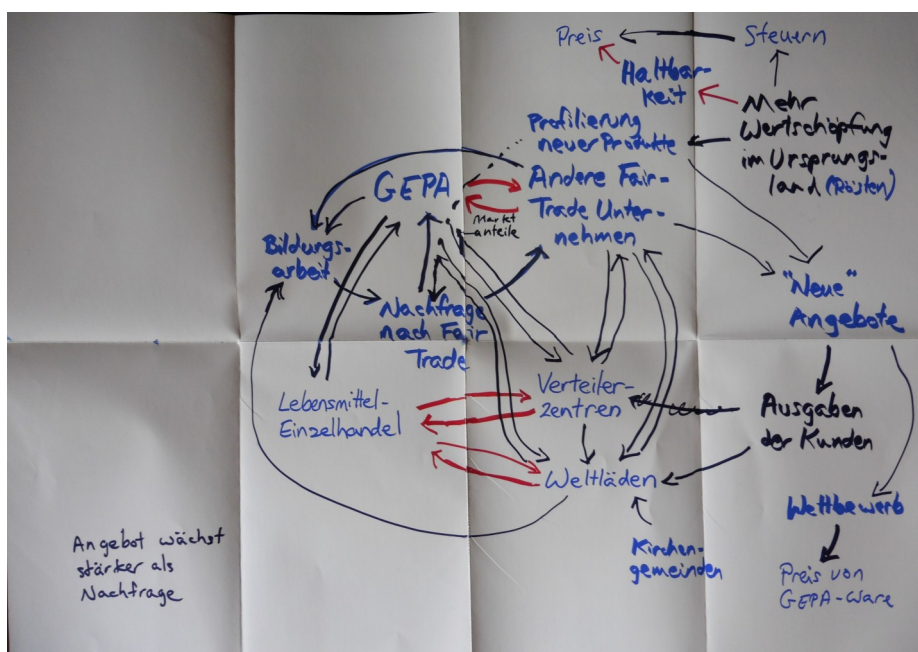 Preis
Steuern
Haltbar-
keit
Mehr
Wertschöpfung
im Ursprungs-
land (Rösten)
Profilierung
neuer Produkte
GEPA
Andere Fair-
Trade Unter-
nehmen
Markt
anteile
Bildungs-
arbeit
"Neue"
Angebote
Nachfrage
nach Fair
Trade
Lebensmittel-
Einzelhandel
Verteiler-
zentren
Ausgaben
der Kunden
Weltläden
Wettbewerb
Kirchen-
gemeinden
Preis von
GEPA-Ware
Angebot wächst
stärker als
Nachfrage